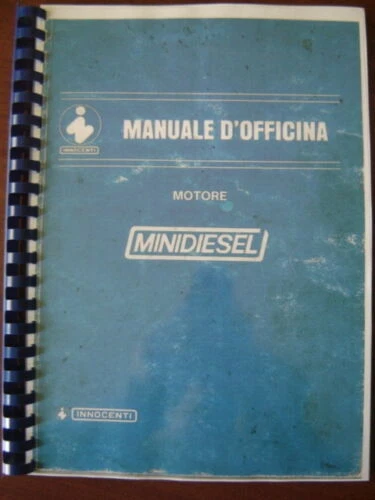 INNOCENTI
MANUALE D'OFFICINA
MOTORE
MINIDIESEL
INNOCENTI